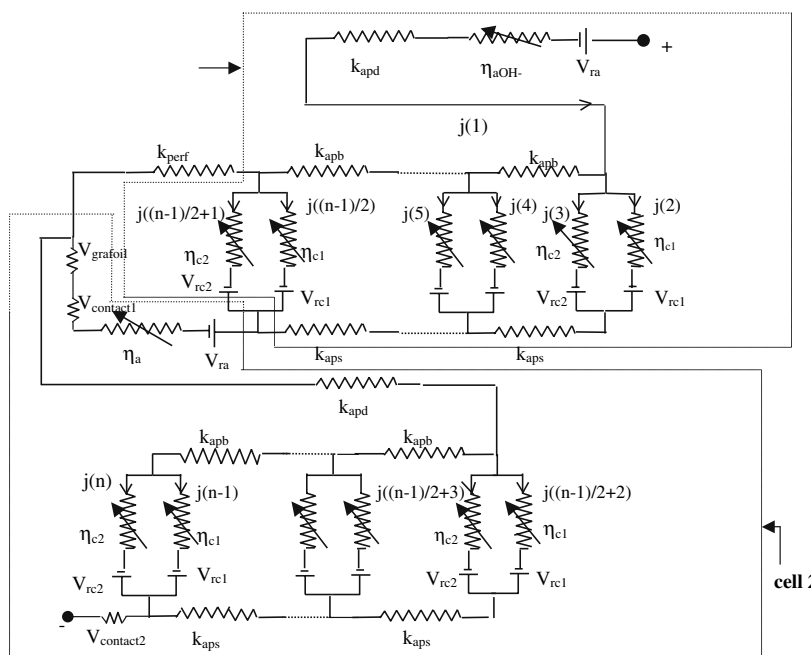 +
k_apd
η_aOH-
V_ra
j(1)
k_perf
k_apb
k_apb
j((n-1)/2+1)
j((n-1)/2)
j(5)
j(4)
j(3)
j(2)
η_c2
η_c1
η_c2
η_c1
V_grafoil
V_rc2
V_rc1
V_rc2
V_rc1
V_contact1
η_a
V_ra
k_aps
k_aps
k_apd
k_apb
k_apb
j(n)
j(n-1)
j((n-1)/2+3)
j((n-1)/2+2)
η_c2
η_c1
η_c2
η_c1
V_rc2
V_rc1
V_rc2
V_rc1
cell 2
-
V_contact2
k_aps
k_aps